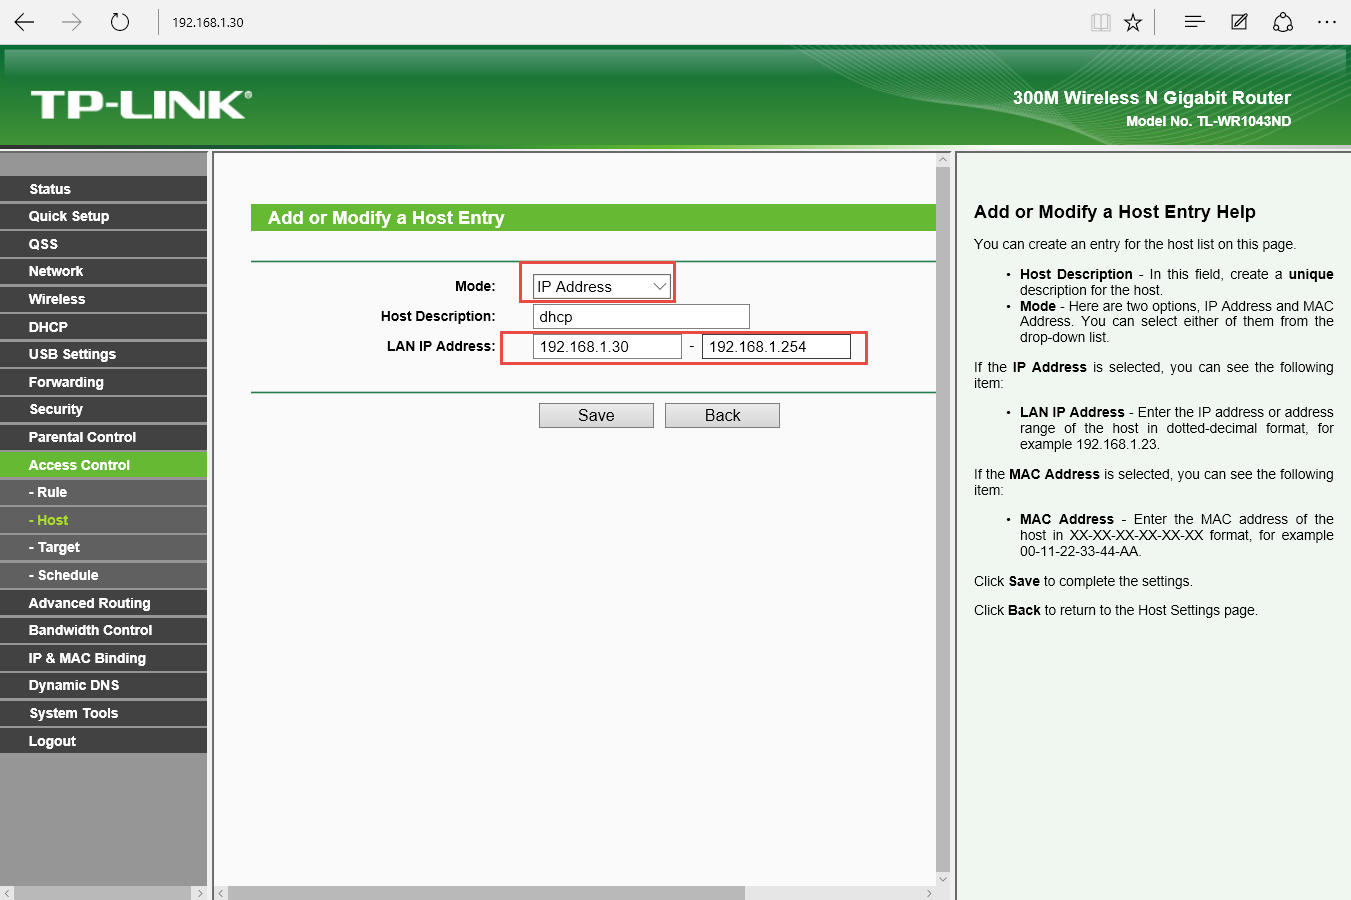 192.168.1.30
TP-LINK®
300M Wireless N Gigabit Router
Model No. TL-WR1043ND
Status
Quick Setup
QSS
Network
Wireless
DHCP
USB Settings
Forwarding
Security
Parental Control
Access Control
- Rule
- Host
- Target
- Schedule
Advanced Routing
Bandwidth Control
IP & MAC Binding
Dynamic DNS
System Tools
Logout
Add or Modify a Host Entry
Mode: IP Address
Host Description: dhcp
LAN IP Address: 192.168.1.30 - 192.168.1.254
Save Back
Add or Modify a Host Entry Help
You can create an entry for the host list on this page.
• Host Description - In this field, create a unique
description for the host.
• Mode - Here are two options, IP Address and MAC
Address. You can select either of them from the
drop-down list.
If the IP Address is selected, you can see the following
item:
• LAN IP Address - Enter the IP address or address
range of the host in dotted-decimal format, for
example 192.168.1.23.
If the MAC Address is selected, you can see the following
item:
• MAC Address - Enter the MAC address of the
host in XX-XX-XX-XX-XX-XX format, for example
00-11-22-33-44-AA.
Click Save to complete the settings.
Click Back to return to the Host Settings page.